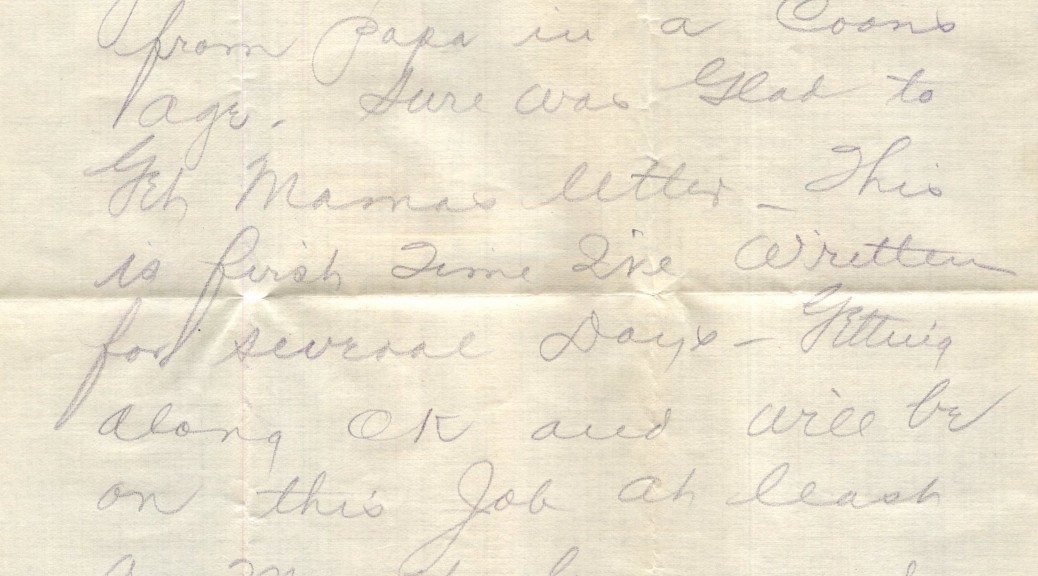 from papa in a Coons
age. Sure was Glad to
Get Mamas letter - This
is first Time I've Written
for several Days - Getting
along OK and will be
on this Job at least